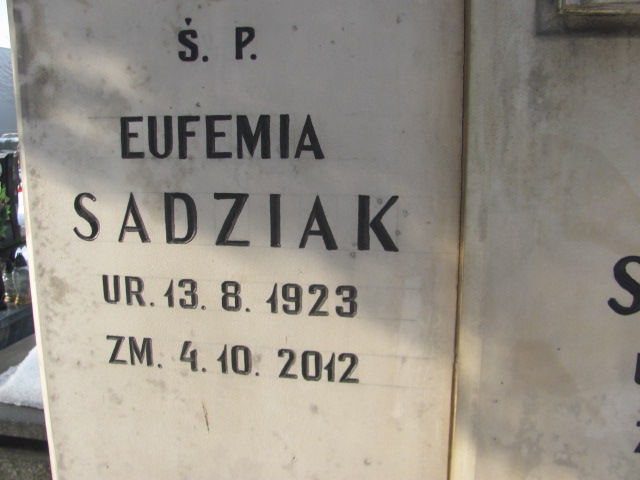 Ś. P.
EUFEMIA
SADZIAK
UR. 13. 8. 1923
ZM. 4. 10. 2012